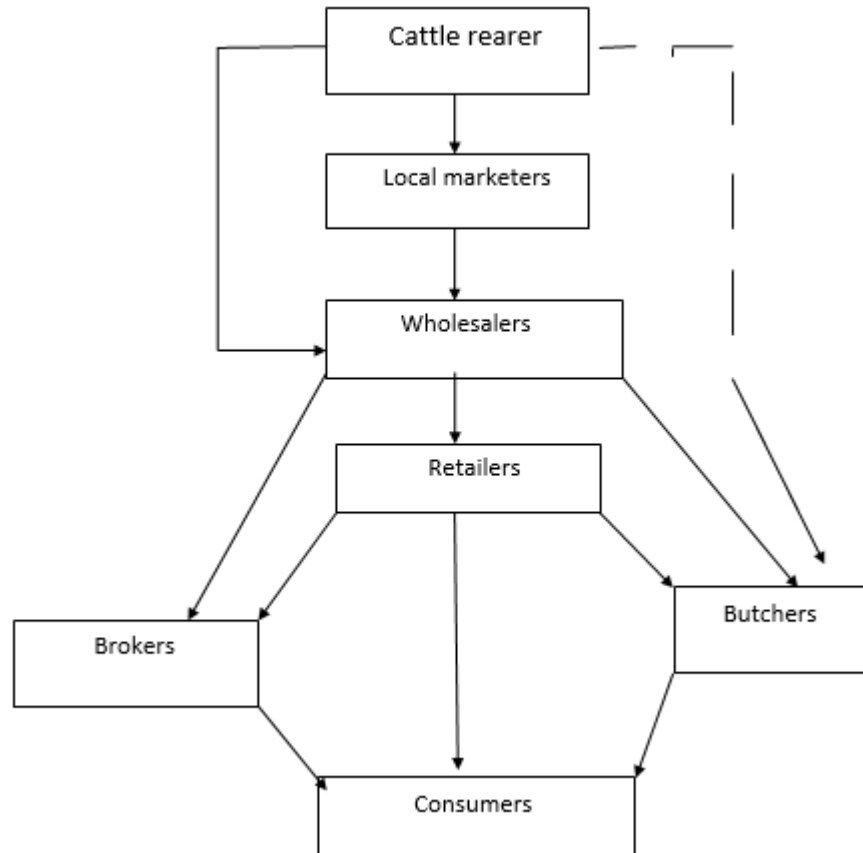 Cattle rearer
Local marketers
Wholesalers
Retailers
Brokers
Butchers
Consumers